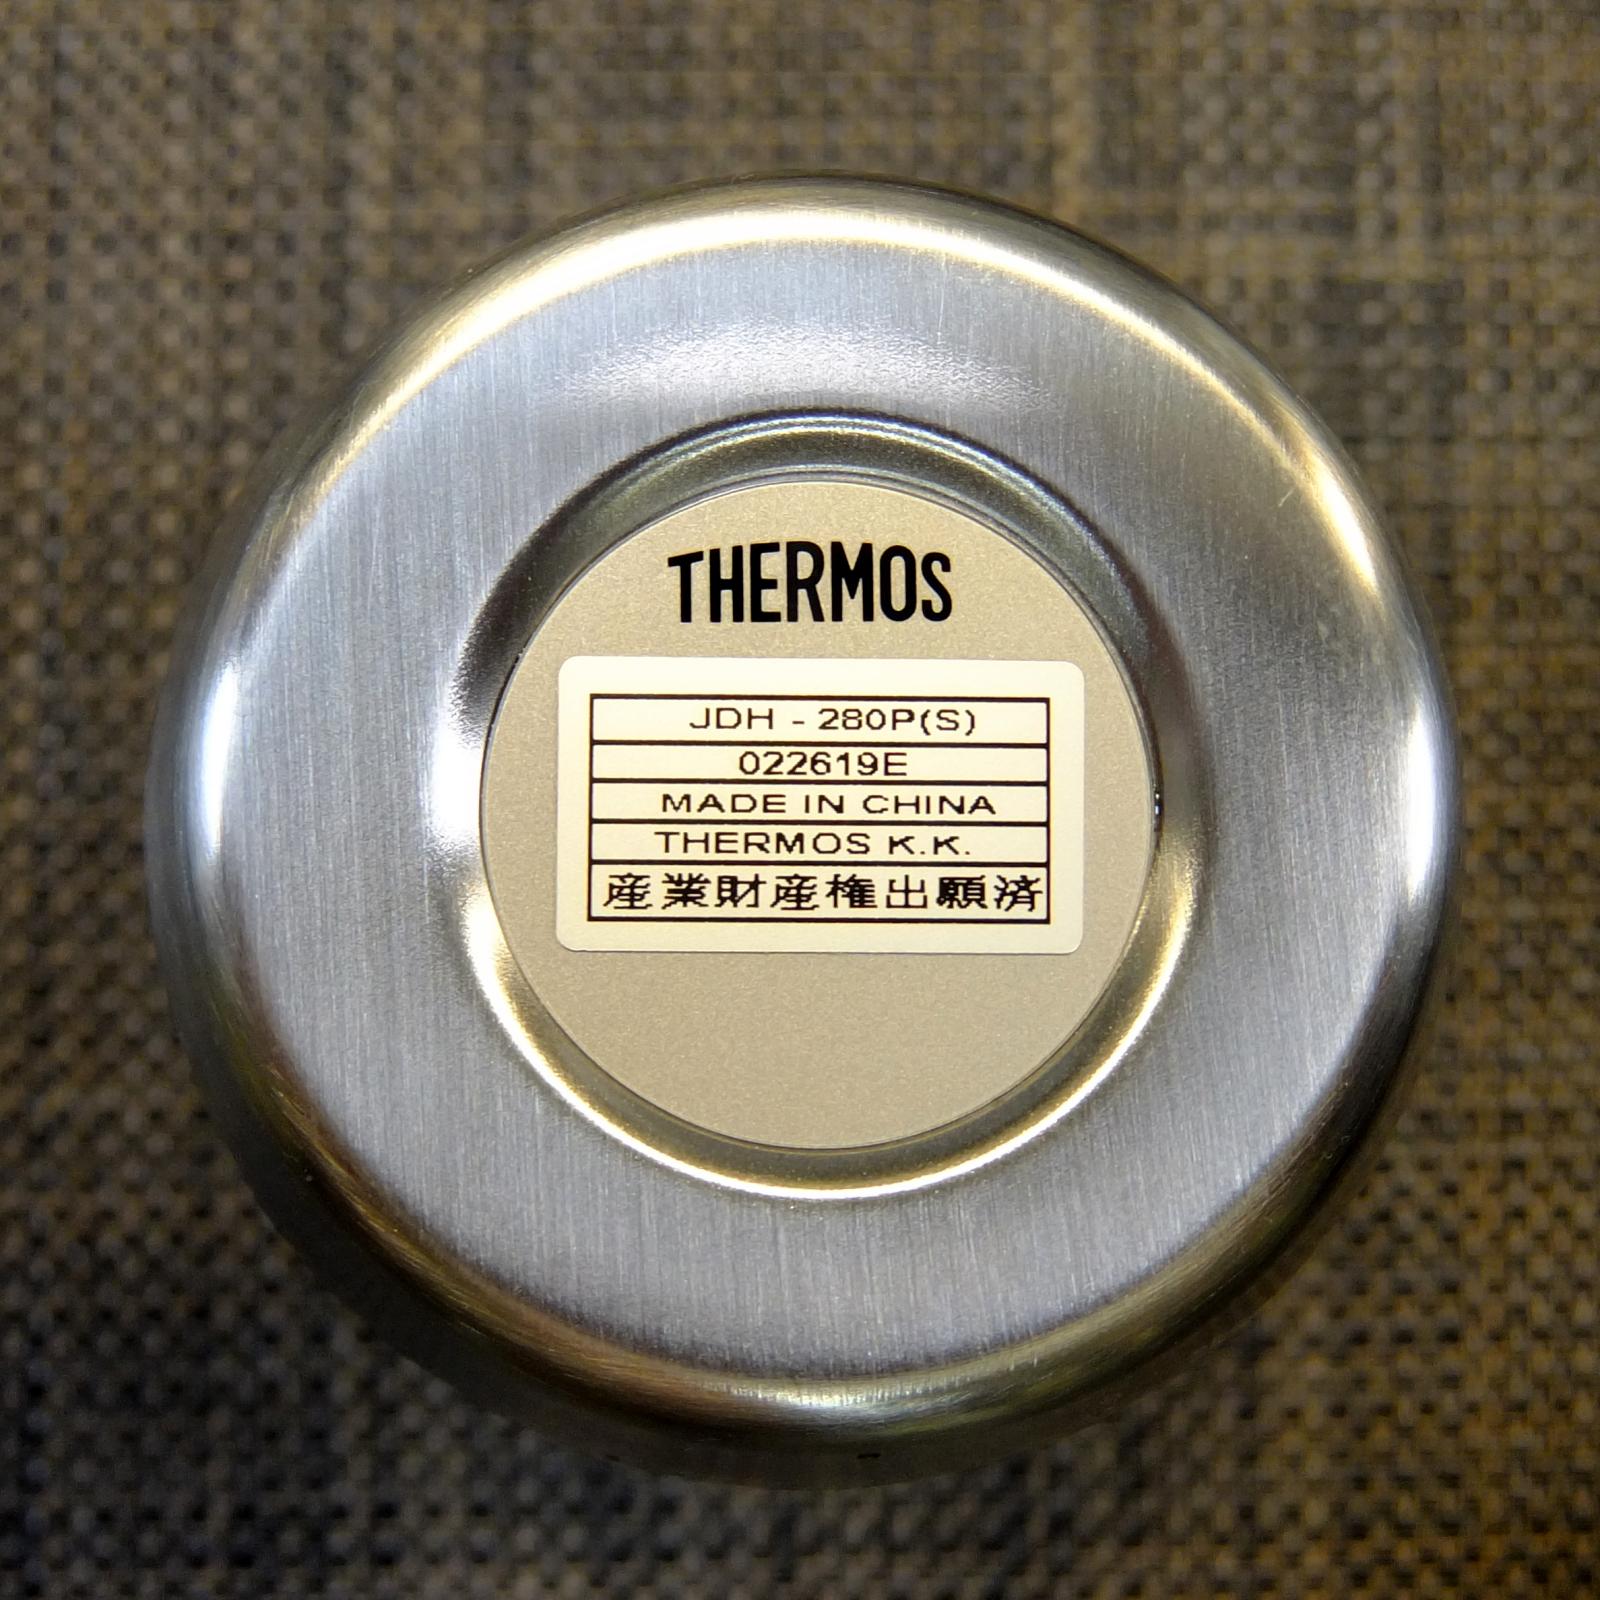 THERMOS
JDH - 280P(S)
022619E
MADE IN CHINA
THERMOS K.K.
産業財産権出願済